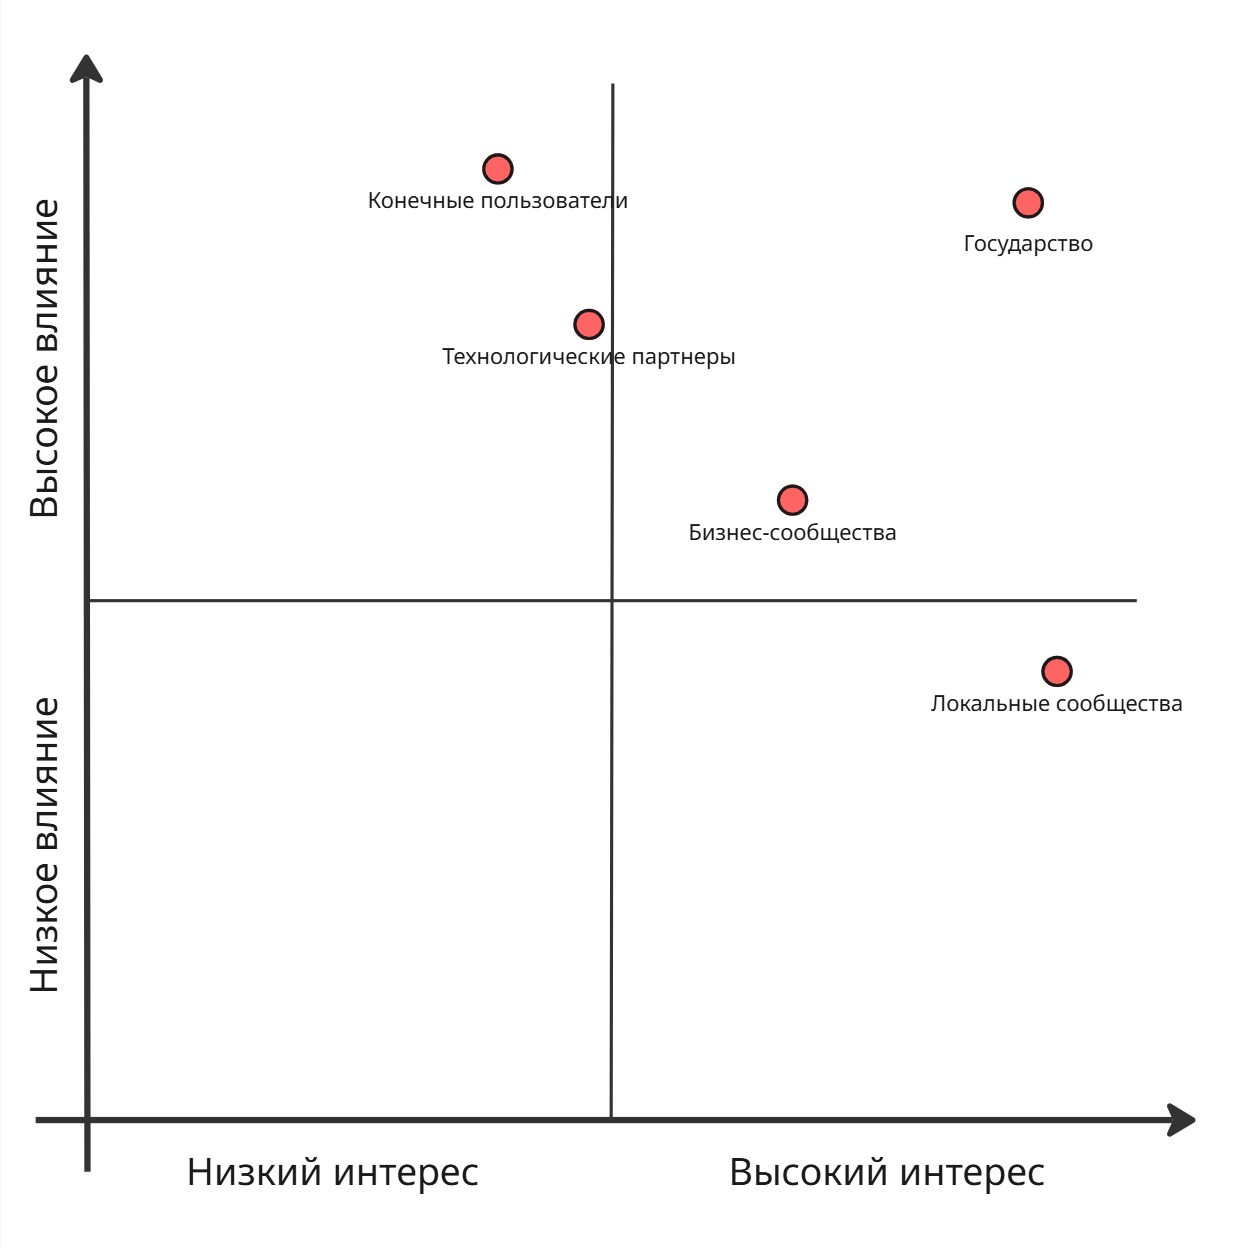 Высокое влияние
Конечные пользователи
Государство
Технологические партнеры
Бизнес-сообщества
Низкое влияние
Локальные сообщества
Низкий интерес
Высокий интерес